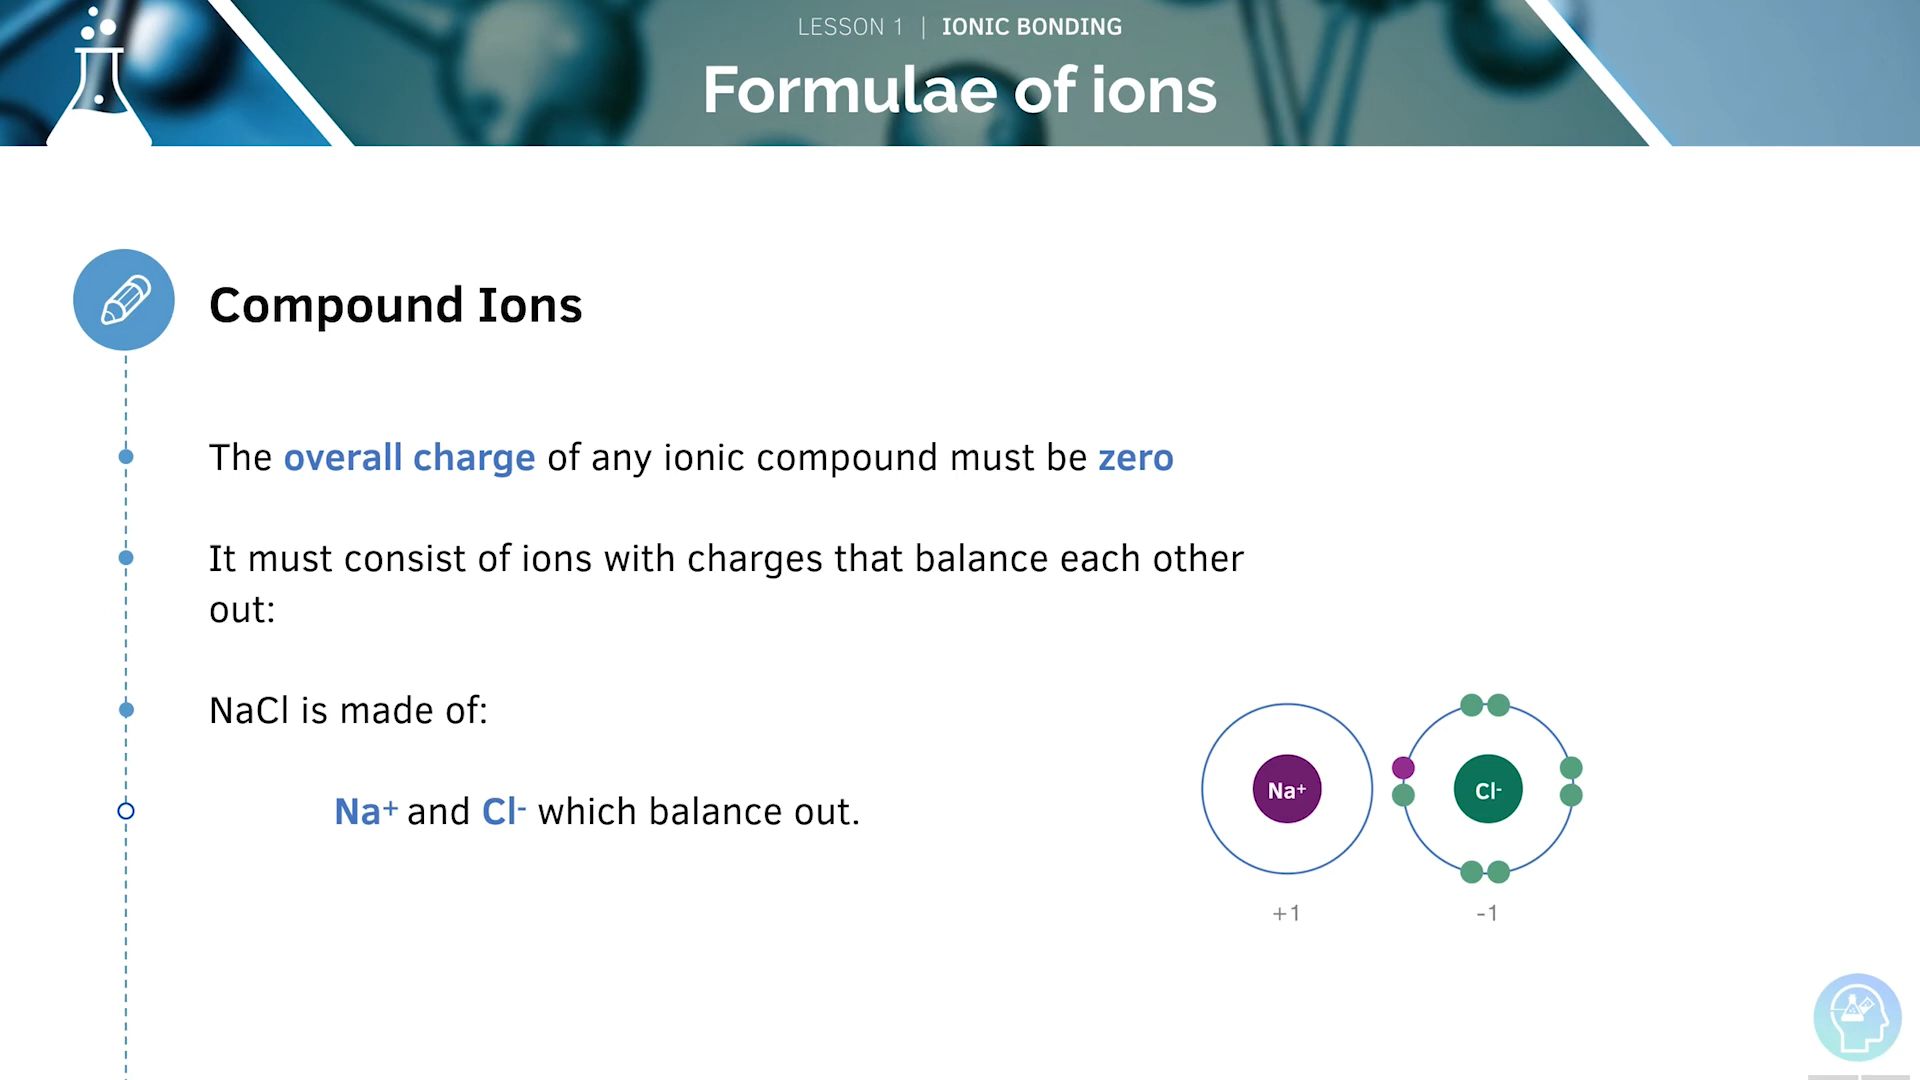 LESSON 1 | IONIC BONDING
Formulae of ions
Compound Ions
The overall charge of any ionic compound must be zero
It must consist of ions with charges that balance each other
out:
NaCl is made of:
Na⁺ and Cl⁻ which balance out.
Na⁺
Cl⁻
+1
-1